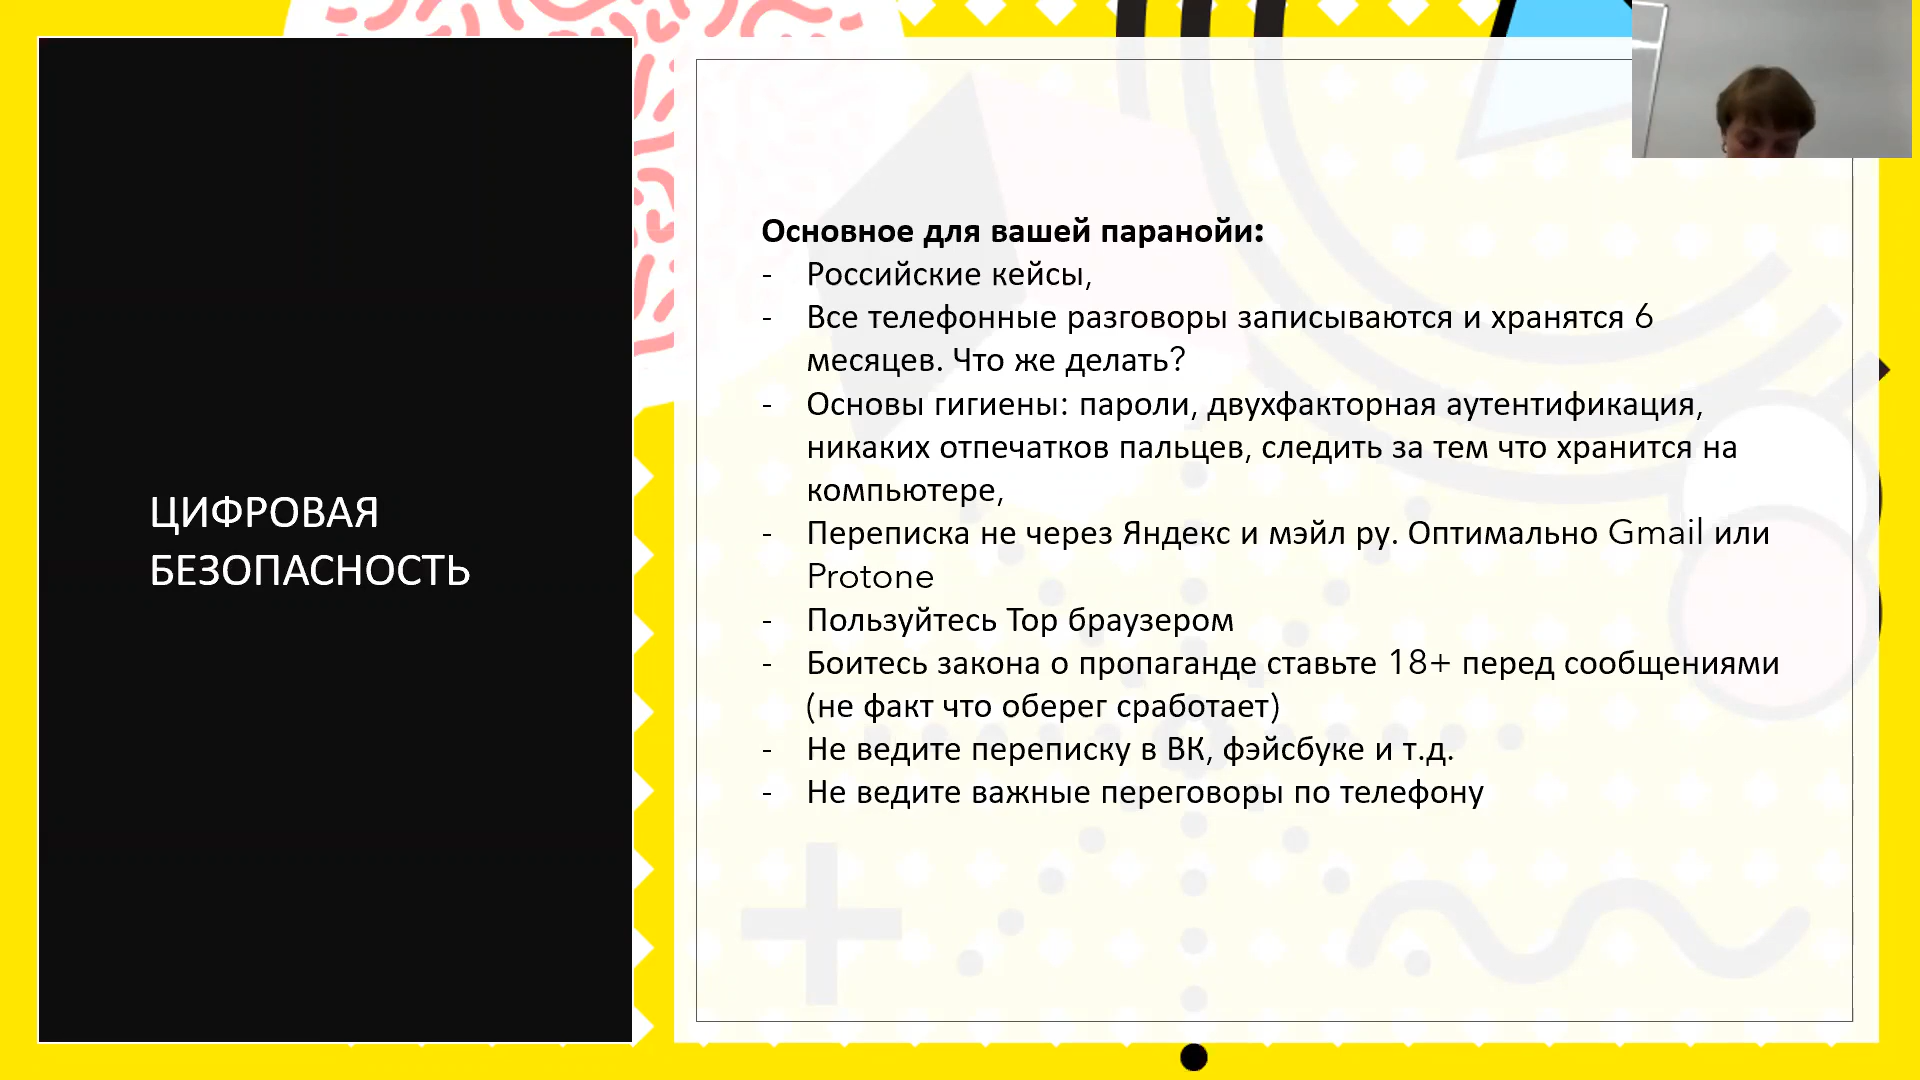 ЦИФРОВАЯ
БЕЗОПАСНОСТЬ
Основное для вашей паранойи:
- Российские кейсы,
- Все телефонные разговоры записываются и хранятся 6
месяцев. Что же делать?
- Основы гигиены: пароли, двухфакторная аутентификация,
никаких отпечатков пальцев, следить за тем что хранится на
компьютере,
- Переписка не через Яндекс и мэйл ру. Оптимально Gmail или
Protone
- Пользуйтесь Тор браузером
- Боитесь закона о пропаганде ставьте 18+ перед сообщениями
(не факт что оберег сработает)
- Не ведите переписку в ВК, фэйсбуке и т.д.
- Не ведите важные переговоры по телефону